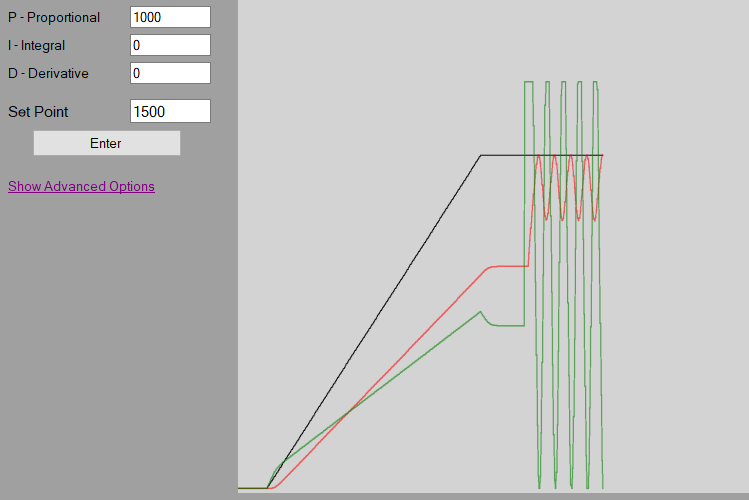 P - Proportional 1000
I - Integral 0
D - Derivative 0
Set Point 1500
Enter
Show Advanced Options